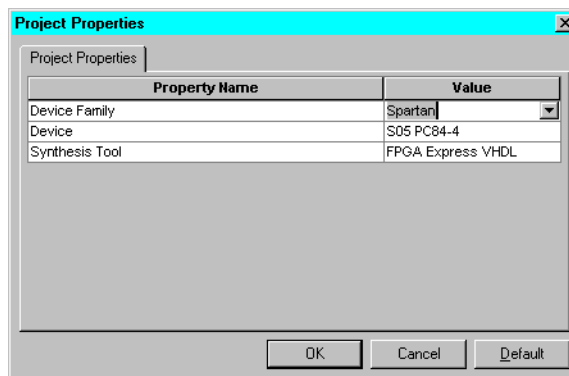 Project Properties
Project Properties
Property Name Value
Device Family Spartan
Device S05 PC84-4
Synthesis Tool FPGA Express VHDL
OK Cancel Default